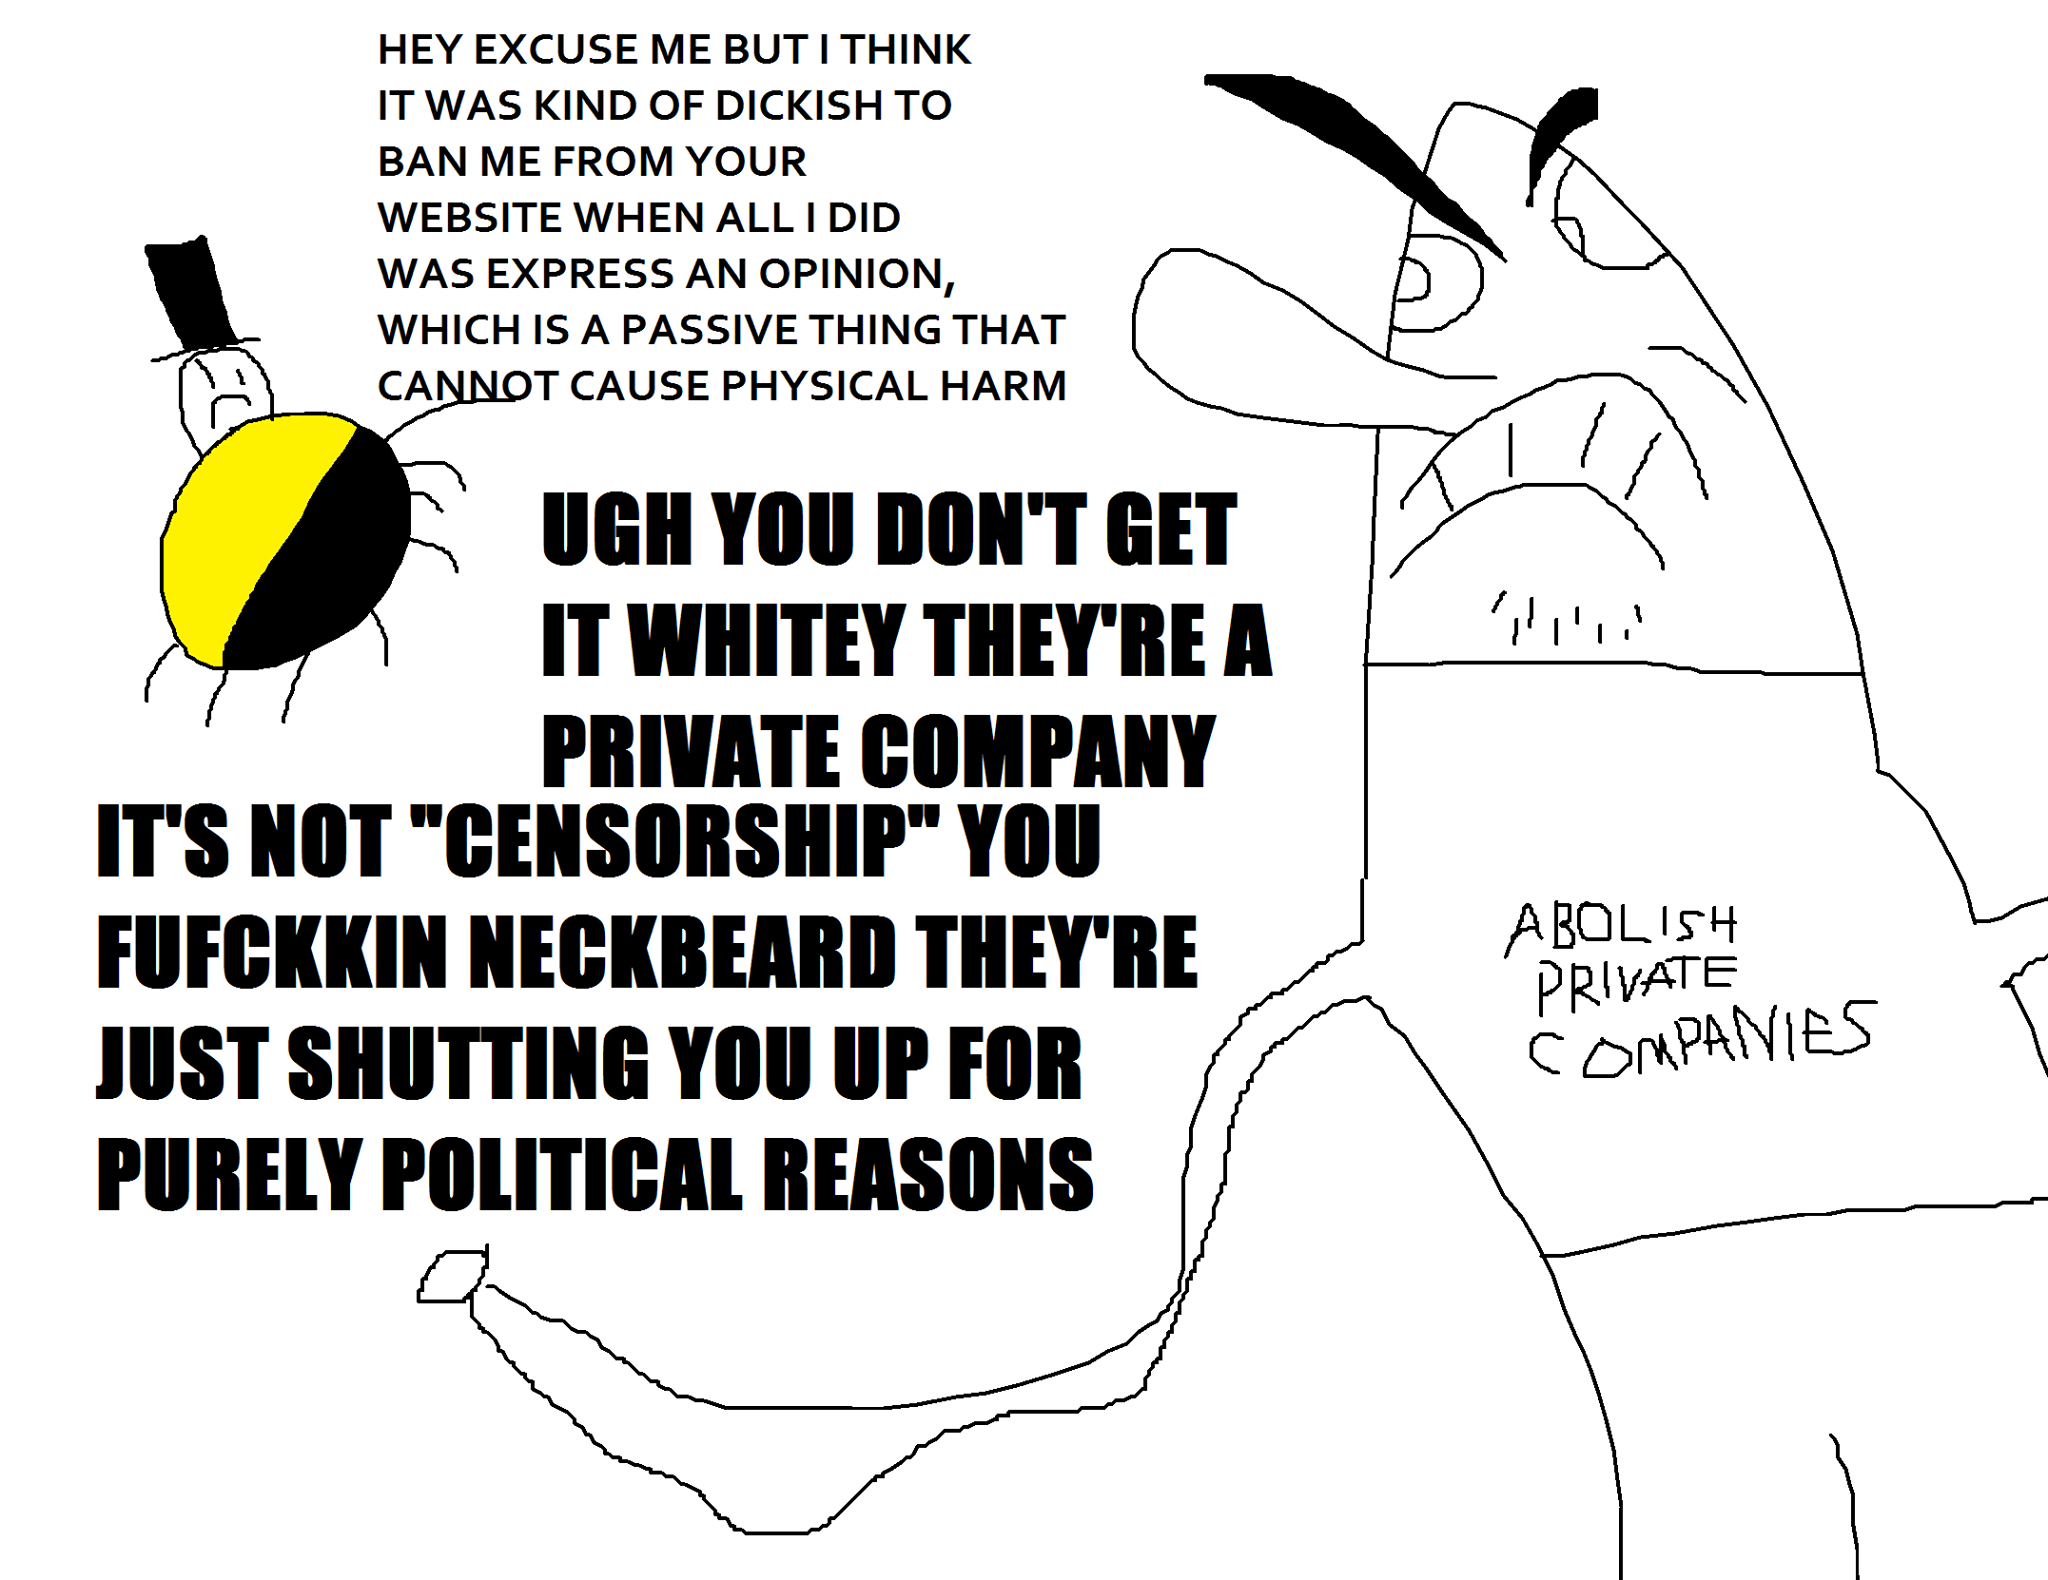 HEY EXCUSE ME BUT I THINK
IT WAS KIND OF DICKISH TO
BAN ME FROM YOUR
WEBSITE WHEN ALL I DID
WAS EXPRESS AN OPINION,
WHICH IS A PASSIVE THING THAT
CANNOT CAUSE PHYSICAL HARM
UGH YOU DON'T GET
IT WHITEY THEY'RE A
PRIVATE COMPANY
IT'S NOT "CENSORSHIP" YOU
FUFCKKIN NECKBEARD THEY'RE
JUST SHUTTING YOU UP FOR
PURELY POLITICAL REASONS
ABOLISH
PRIVATE
COMPANIES